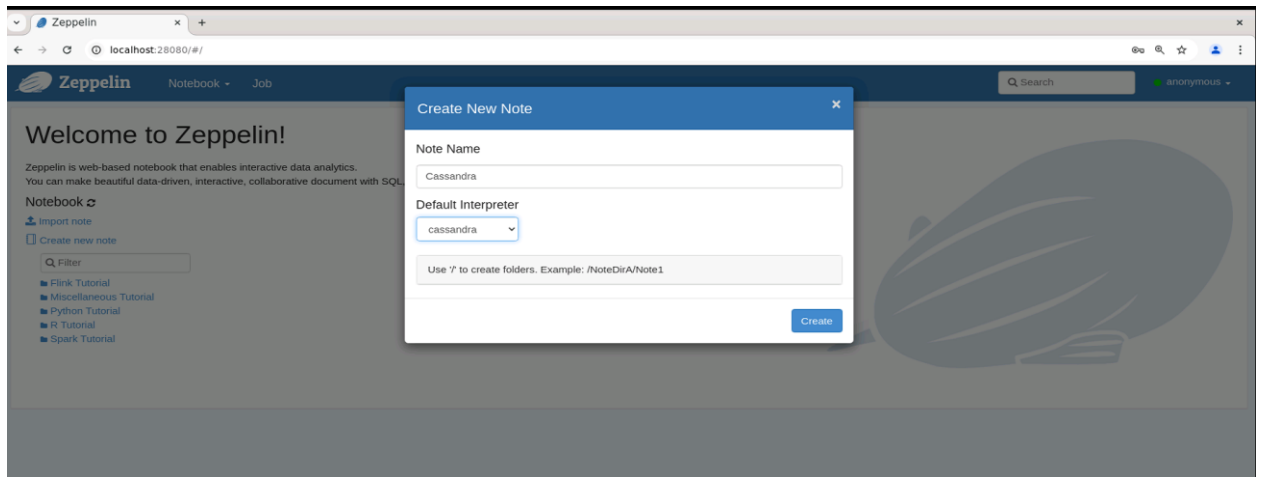 Zeppelin
localhost:28080/#/
Zeppelin
Notebook
Job
Search
anonymous
Create New Note
Note Name
Cassandra
Default Interpreter
cassandra
Use '/' to create folders. Example: /NoteDirA/Note1
Create
Welcome to Zeppelin!
Zeppelin is web-based notebook that enables interactive data analytics.
You can make beautiful data-driven, interactive, collaborative document with SQL,
Notebook
Import note
Create new note
Filter
Flink Tutorial
Miscellaneous Tutorial
Python Tutorial
R Tutorial
Spark Tutorial